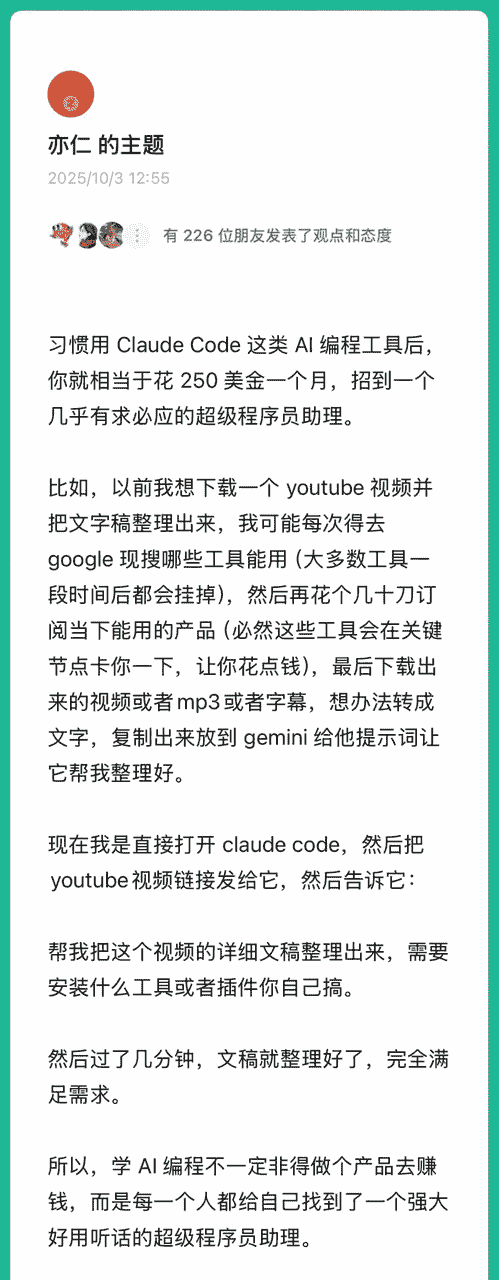 亦仁 的主题
2025/10/3 12:55
有 226 位朋友发表了观点和态度
习惯用 Claude Code 这类 AI 编程工具后，
你就相当于花 250 美金一个月，招到一个
几乎有求必应的超级程序员助理。
比如，以前我想下载一个 youtube 视频并
把文字稿整理出来，我可能每次得去
google 现搜哪些工具能用 (大多数工具一
段时间后都会挂掉)，然后再花个几十刀订
阅当下能用的产品 (必然这些工具会在关键
节点卡你一下，让你花点钱)，最后下载出
来的视频或者mp3或者字幕，想办法转成
文字，复制出来放到 gemini 给他提示词让
它帮我整理好。
现在我是直接打开 claude code，然后把
youtube视频链接发给它，然后告诉它：
帮我把这个视频的详细文稿整理出来，需要
安装什么工具或者插件你自己搞。
然后过了几分钟，文稿就整理好了，完全满
足需求。
所以，学 AI 编程不一定非得做个产品去赚
钱，而是每一个人都给自己找到了一个强大
好用听话的超级程序员助理。